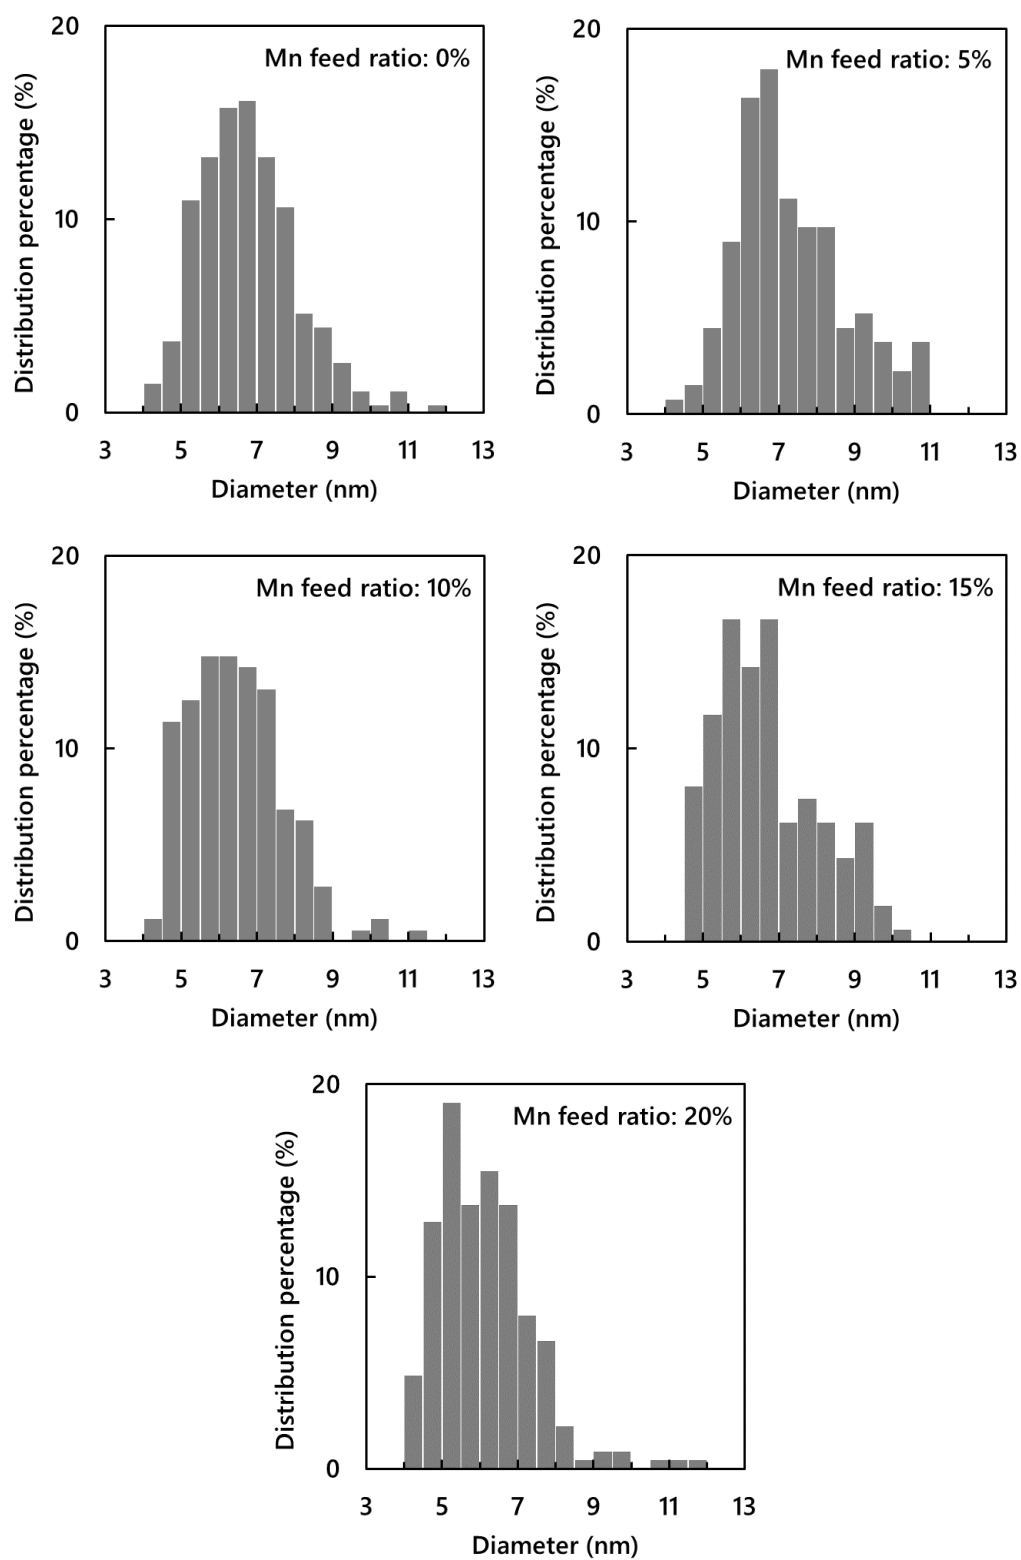 20
Mn feed ratio: 0%
Distribution percentage (%)
10
0
3 5 7 9 11 13
Diameter (nm)
20
Mn feed ratio: 5%
Distribution percentage (%)
10
0
3 5 7 9 11 13
Diameter (nm)
20
Mn feed ratio: 10%
Distribution percentage (%)
10
0
3 5 7 9 11 13
Diameter (nm)
20
Mn feed ratio: 15%
Distribution percentage (%)
10
0
3 5 7 9 11 13
Diameter (nm)
20
Mn feed ratio: 20%
Distribution percentage (%)
10
0
3 5 7 9 11 13
Diameter (nm)